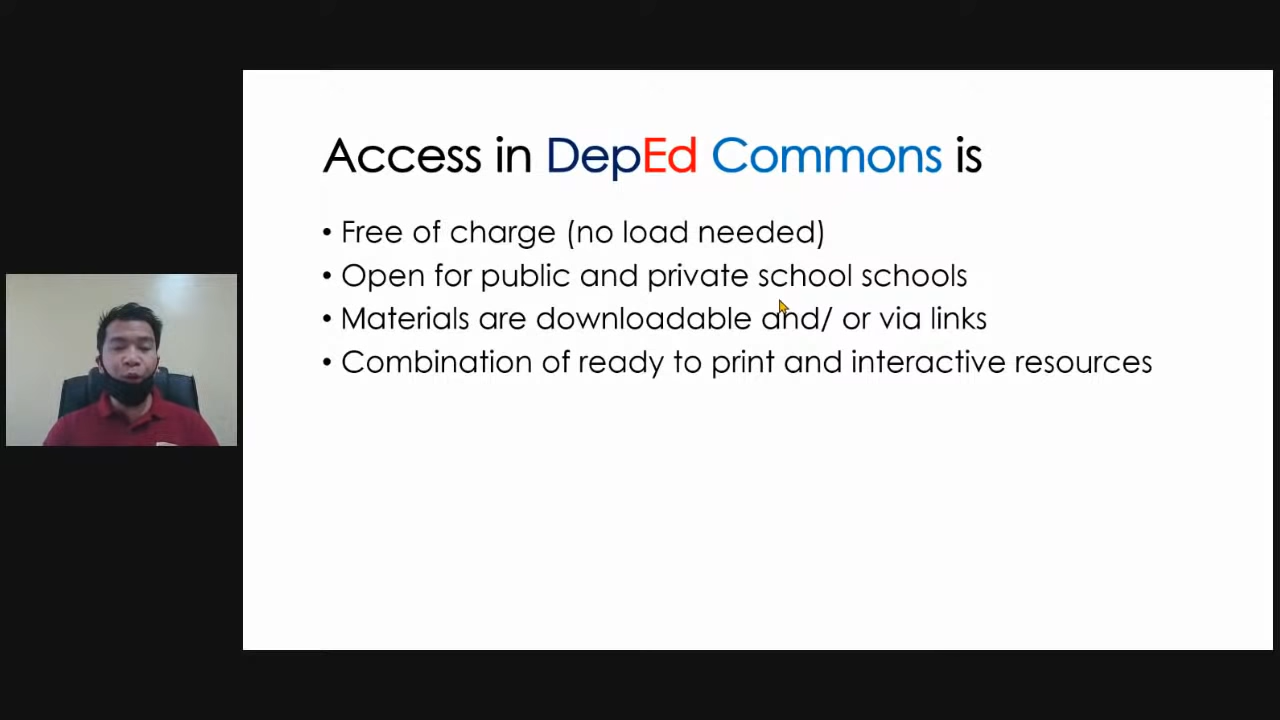 Access in DepEd Commons is
• Free of charge (no load needed)
• Open for public and private school schools
• Materials are downloadable and/ or via links
• Combination of ready to print and interactive resources